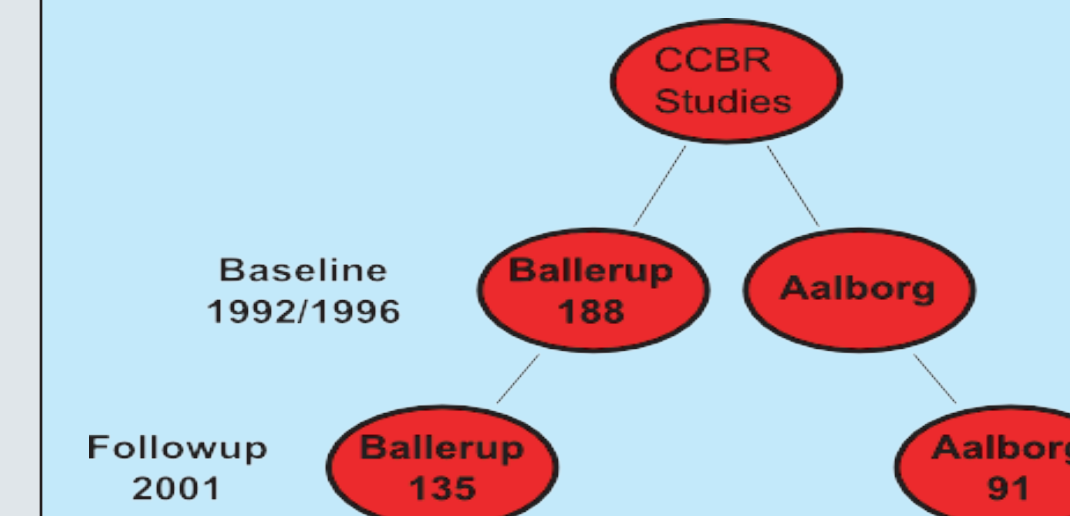 CCBR
Studies
Baseline
1992/1996
Ballerup
188
Aalborg
Followup
2001
Ballerup
135
Aalborg
91